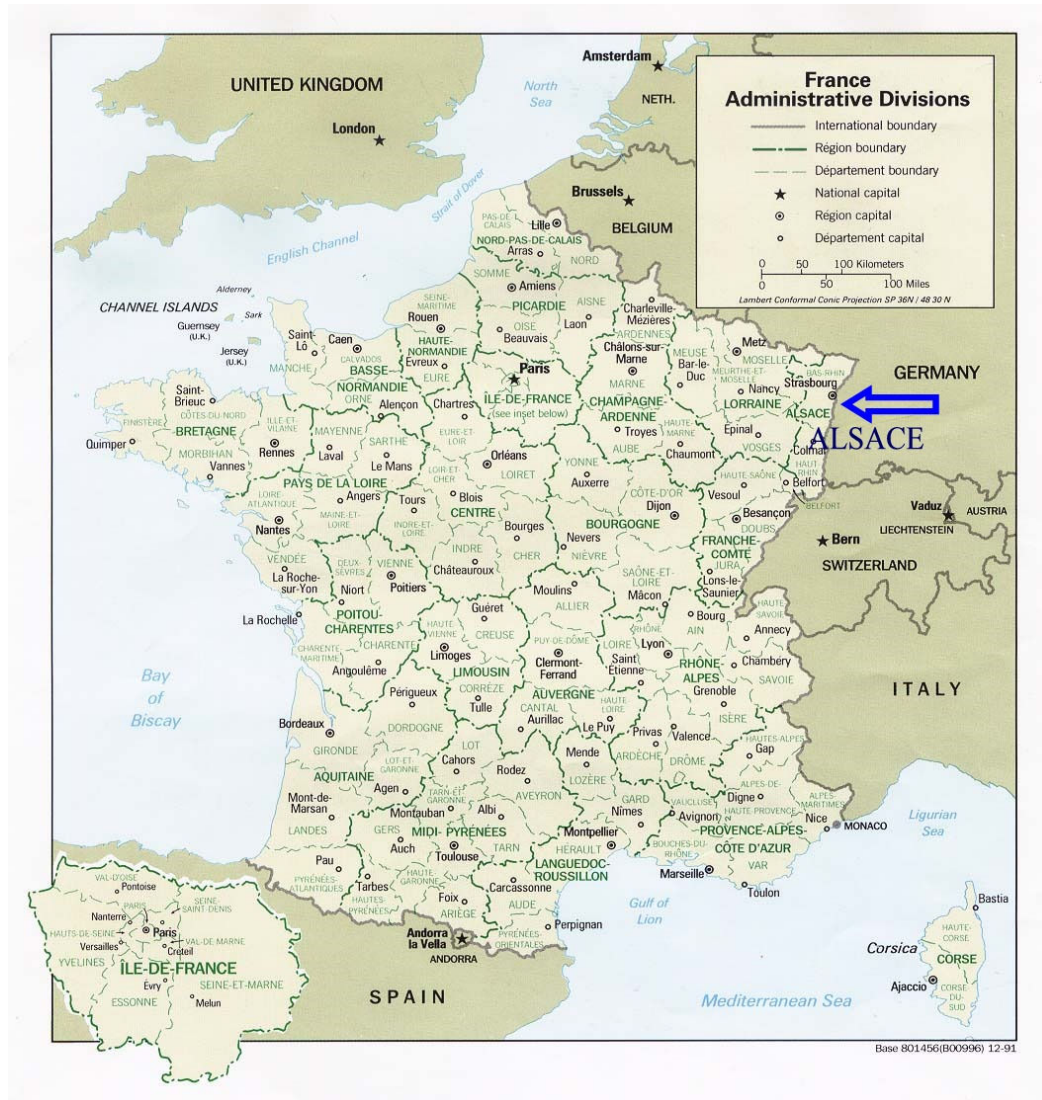 France
Administrative Divisions
International boundary
Région boundary
Département boundary
National capital
Région capital
Département capital
0 50 100 Kilometers
0 50 100 Miles
Lambert Conformal Conic Projection SP 36N / 48 30 N
UNITED KINGDOM
London
Amsterdam
NETH.
North
Sea
Brussels
BELGIUM
Strait of Dover
English Channel
GERMANY
ALSACE
CHANNEL ISLANDS
Alderney
Guernsey
(U.K.)
Sark
Jersey
(U.K.)
PAS-DE-
CALAIS
Lille
NORD-PAS-DE-CALAIS
Arras
NORD
SOMME
Amiens
PICARDIE
AISNE
OISE
Laon
Beauvais
SEINE-
MARITIME
Rouen
HAUTE-
NORMANDIE
Évreux
EURE
Saint-
Lô
Caen
CALVADOS
MANCHE
BASSE-
NORMANDIE
ORNE
Alençon
Paris
ÎLE-DE-FRANCE
(see inset below)
Charleville-
Mézières
ARDENNES
Châlons-sur-
Marne
MARNE
CHAMPAGNE-
ARDENNE
Troyes
AUBE
HAUTE-
MARNE
Chaumont
MEUSE
Bar-le-
Duc
Metz
MOSELLE
MEURTHE-ET-
MOSELLE
Nancy
LORRAINE
Epinal
VOSGES
BAS-RHIN
Strasbourg
ALSACE
Colmar
HAUT
RHIN
Belfort
BELFORT
Saint-
Brieuc
CÔTES-DU-NORD
FINISTÈRE
BRETAGNE
ILLE-ET-
VILAINE
Quimper
MORBIHAN
Rennes
Vannes
MAYENNE
Laval
SARTHE
Le Mans
PAYS DE LA LOIRE
LOIRE-
ATLANTIQUE
Angers
MAINE-ET-
LOIRE
Nantes
VENDÉE
La Roche-
sur-Yon
Chartres
EURE-ET
LOIR
Orléans
LOIRET
LOIR-ET
CHER
Blois
Tours
CENTRE
INDRE-ET-
LOIRE
Bourges
INDRE
CHER
Châteauroux
YONNE
Auxerre
CÔTE-D'OR
Dijon
BOURGOGNE
Nevers
NIÈVRE
SAÔNE-ET
LOIRE
Mâcon
HAUTE-SAÔNE
Vesoul
Besançon
DOUBS
FRANCHE-
COMTÉ
JURA
Lons-le-
Saunier
Vaduz
AUSTRIA
LIECHTENSTEIN
Bern
SWITZERLAND
ITALY
DEUX-
SÈVRES
VIENNE
Niort
Poitiers
La Rochelle
POITOU-
CHARENTES
CHARENTE
MARITIME
CHARENTE
Angoulême
HAUTE
VIENNE
Guéret
CREUSE
Limoges
LIMOUSIN
CORRÈZE
Tulle
Moulins
ALLIER
PUY-DE-DÔME
Clermont-
Ferrand
AUVERGNE
CANTAL
Aurillac
HAUTE
LOIRE
Le Puy
LOIRE
RHÔNE
Lyon
Saint
Étienne
Bourg
AIN
HAUTE
SAVOIE
Annecy
RHÔNE
ALPES
Chambéry
SAVOIE
Grenoble
ISÈRE
Privas
Valence
ARDÈCHE
DRÔME
Bay
of
Biscay
Périgueux
DORDOGNE
Bordeaux
GIRONDE
AQUITAINE
LOT-ET-
GARONNE
Agen
Mont-de-
Marsan
LANDES
Pau
PYRÉNÉES-
ATLANTIQUES
LOT
Cahors
Rodez
AVEYRON
TARN-ET
GARONNE
Montauban
Albi
GERS
MIDI-PYRÉNÉES
Auch
Toulouse
TARN
HAUTE
GARONNE
Tarbes
HAUTES-
PYRÉNÉES
Foix
ARIÈGE
Mende
LOZÈRE
GARD
Nîmes
Montpellier
HÉRAULT
LANGUEDOC-
ROUSSILLON
Carcassonne
AUDE
Perpignan
PYRÉNÉES-
ORIENTALES
HAUTES-ALPES
Gap
ALPES-DE-
HAUTE-PROVENCE
Digne
ALPES-
MARITIMES
VAUCLUSE
Avignon
Nice
MONACO
PROVENCE-ALPES-
CÔTE D'AZUR
BOUCHES-DU-
RHÔNE
VAR
Marseille
Toulon
Gulf of
Lion
Ligurian
Sea
Andorra
la Vella
ANDORRA
SPAIN
Mediterranean Sea
Bastia
HAUTE-
CORSE
Corsica
CORSE
Ajaccio
CORSE-
DU-
SUD
VAL-D'OISE
Pontoise
SEINE-
SAINT-DENIS
PARIS
Nanterre
Paris
HAUTS-DE-SEINE
Versailles
VAL-DE-MARNE
Créteil
YVELINES
ÎLE-DE-FRANCE
SEINE-ET-MARNE
Évry
ESSONNE
Melun
Base 801456(B00996) 12-91